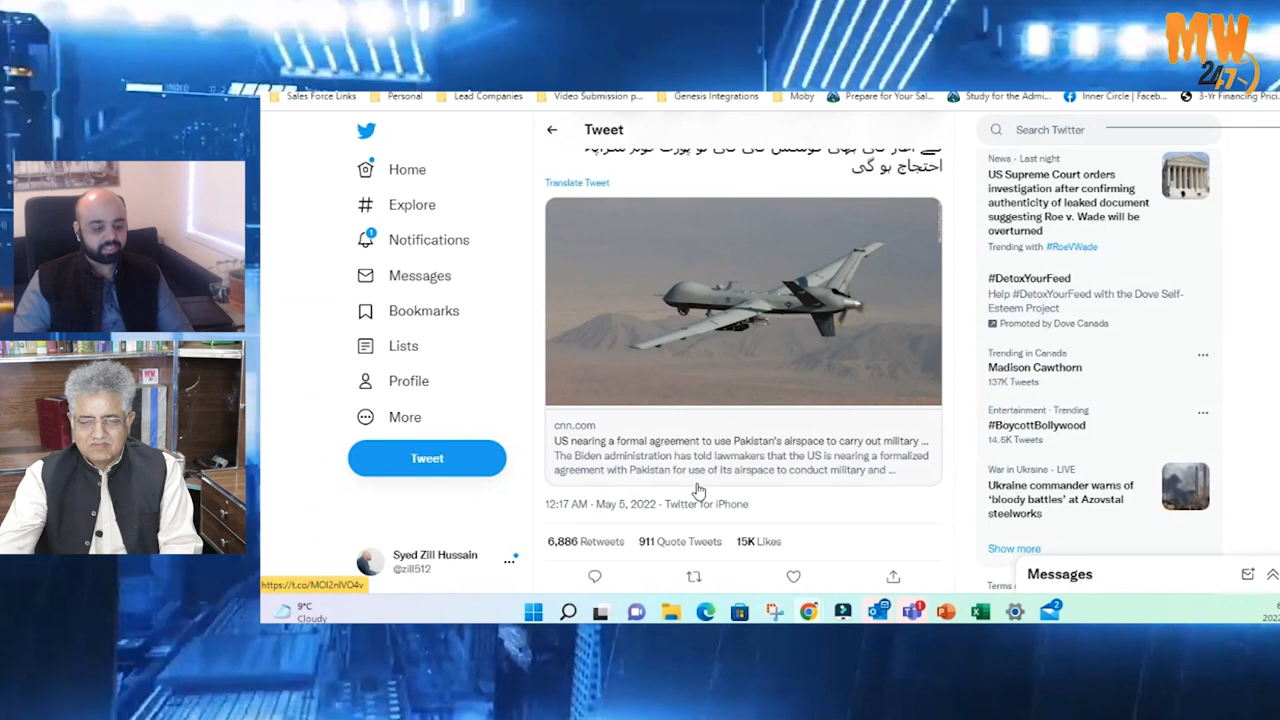 MW
24/7
Sales Force Links
Personal
Lead Companies
Video Submission p...
Genesis Integrations
Moby
Prepare for Your Sal...
Study for the Admi...
Inner Circle | Faceb...
3-Yr Financing Prici
Home
Explore
Notifications
1
Messages
Bookmarks
Lists
Profile
More
Tweet
Syed Zill Hussain
@zill512
https://t.co/MOI2nIVO4v
Tweet
احتجاج ہو گی
Translate Tweet
cnn.com
US nearing a formal agreement to use Pakistan's airspace to carry out military ...
The Biden administration has told lawmakers that the US is nearing a formalized
agreement with Pakistan for use of its airspace to conduct military and ...
12:17 AM · May 5, 2022 · Twitter for iPhone
6,886 Retweets 911 Quote Tweets 15K Likes
Search Twitter
News · Last night
US Supreme Court orders
investigation after confirming
authenticity of leaked document
suggesting Roe v. Wade will be
overturned
Trending with #RoeVWade
#DetoxYourFeed
Help #DetoxYourFeed with the Dove Self-
Esteem Project
Promoted by Dove Canada
Trending in Canada
Madison Cawthorn
137K Tweets
Entertainment · Trending
#BoycottBollywood
14.5K Tweets
War in Ukraine · LIVE
Ukraine commander warns of
‘bloody battles’ at Azovstal
steelworks
Show more
Terms
Messages
9°C
Cloudy
1
2
2022
MW